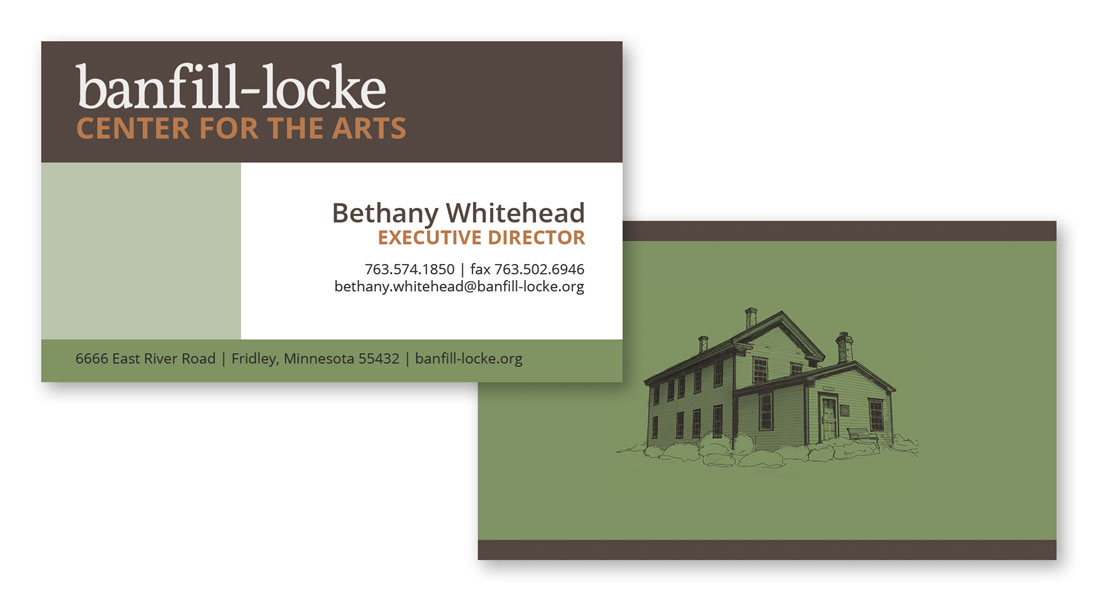 banfill-locke
CENTER FOR THE ARTS
Bethany Whitehead
EXECUTIVE DIRECTOR
763.574.1850 | fax 763.502.6946
bethany.whitehead@banfill-locke.org
6666 East River Road | Fridley, Minnesota 55432 | banfill-locke.org